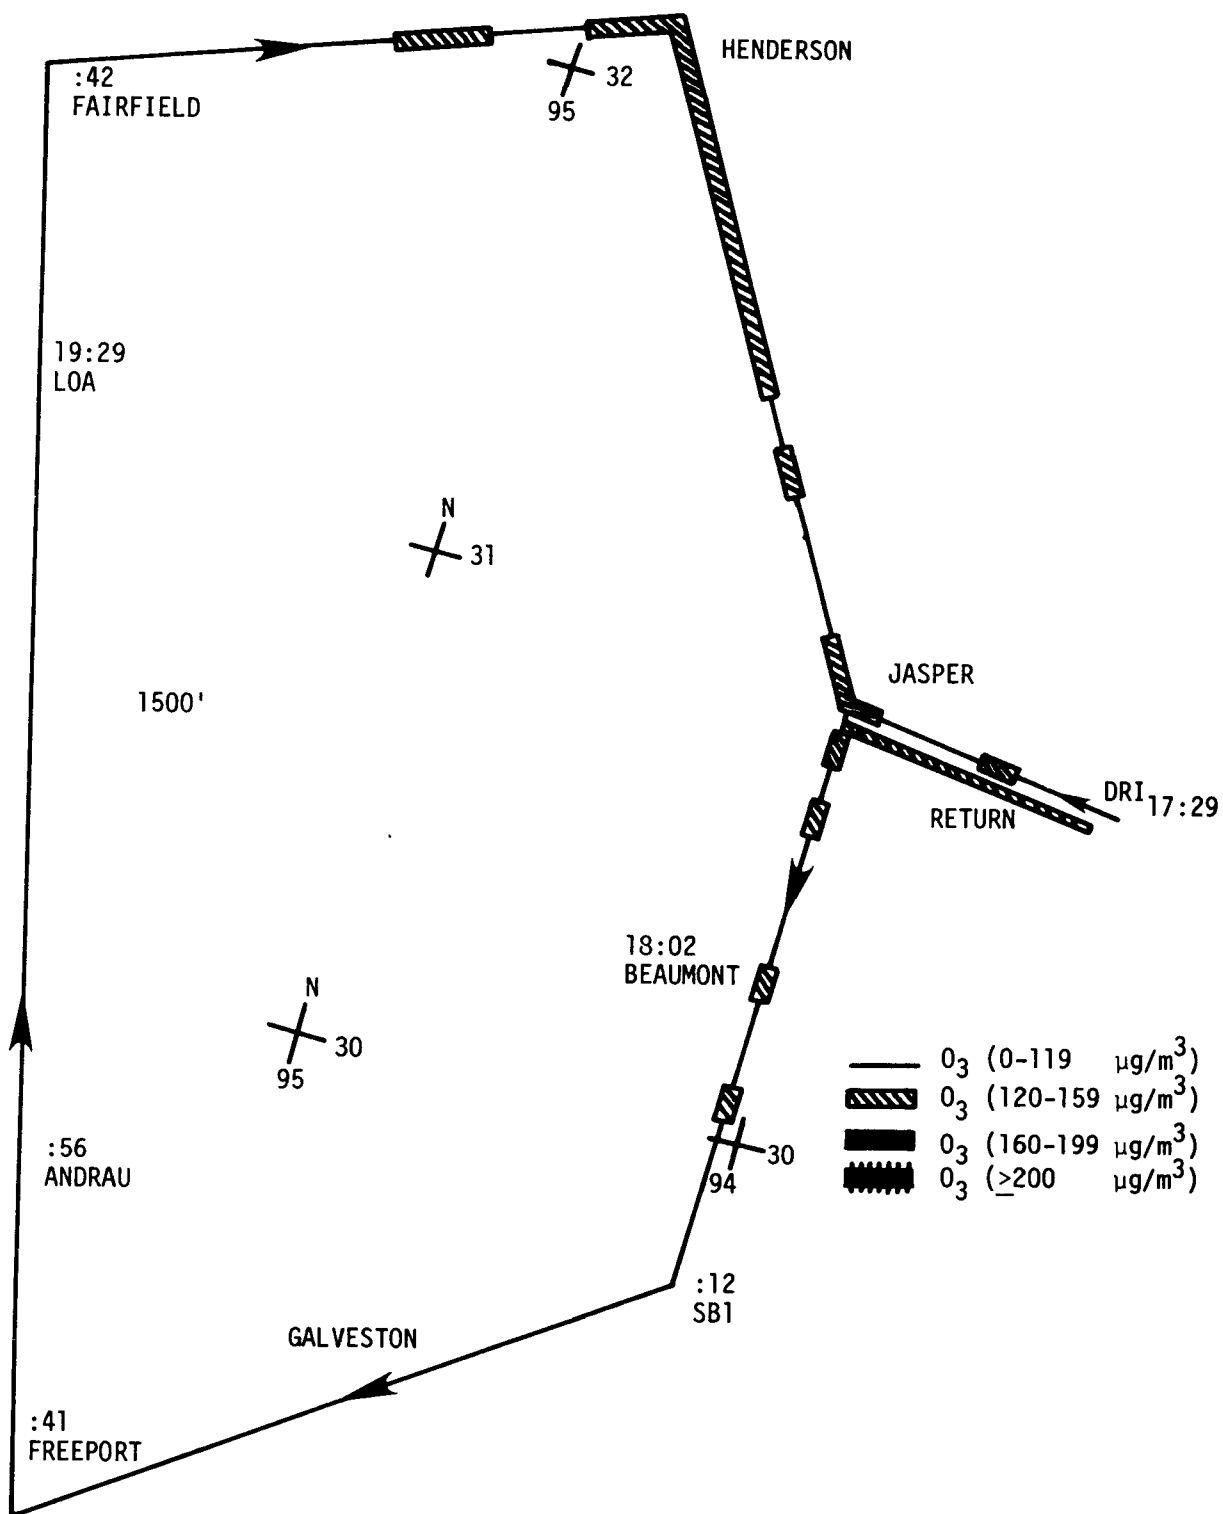 HENDERSON
:42
FAIRFIELD
32
95
19:29
LOA
N
31
1500'
JASPER
DRI 17:29
RETURN
18:02
BEAUMONT
N
30
95
O3 (0-119 µg/m3)
O3 (120-159 µg/m3)
O3 (160-199 µg/m3)
O3 (≥200 µg/m3)
:56
ANDRAU
30
94
:12
SB1
GALVESTON
:41
FREEPORT